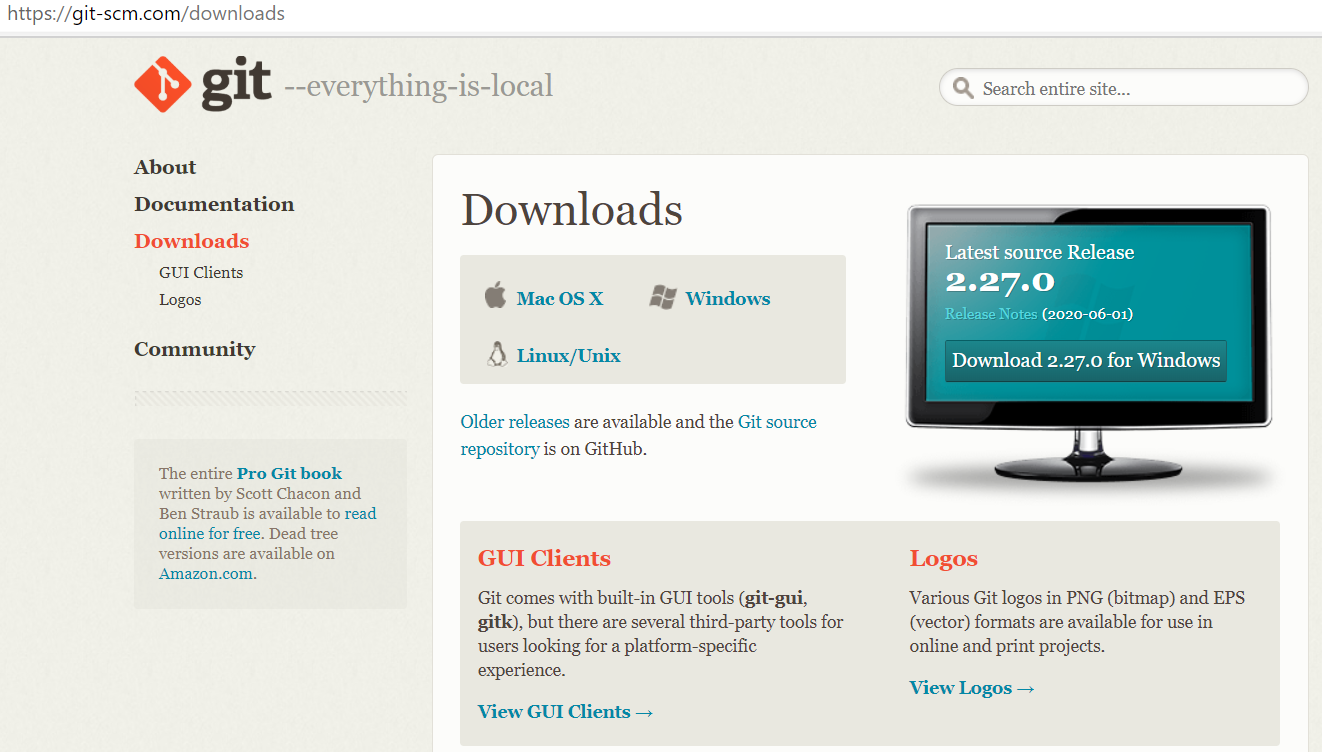 https://git-scm.com/downloads
git --everything-is-local
Search entire site...
About
Documentation
Downloads
GUI Clients
Logos
Community
The entire Pro Git book
written by Scott Chacon and
Ben Straub is available to read
online for free. Dead tree
versions are available on
Amazon.com.
Downloads
Mac OS X
Windows
Linux/Unix
Older releases are available and the Git source
repository is on GitHub.
Latest source Release
2.27.0
Release Notes (2020-06-01)
Download 2.27.0 for Windows
GUI Clients
Git comes with built-in GUI tools (git-gui,
gitk), but there are several third-party tools for
users looking for a platform-specific
experience.
View GUI Clients →
Logos
Various Git logos in PNG (bitmap) and EPS
(vector) formats are available for use in
online and print projects.
View Logos →